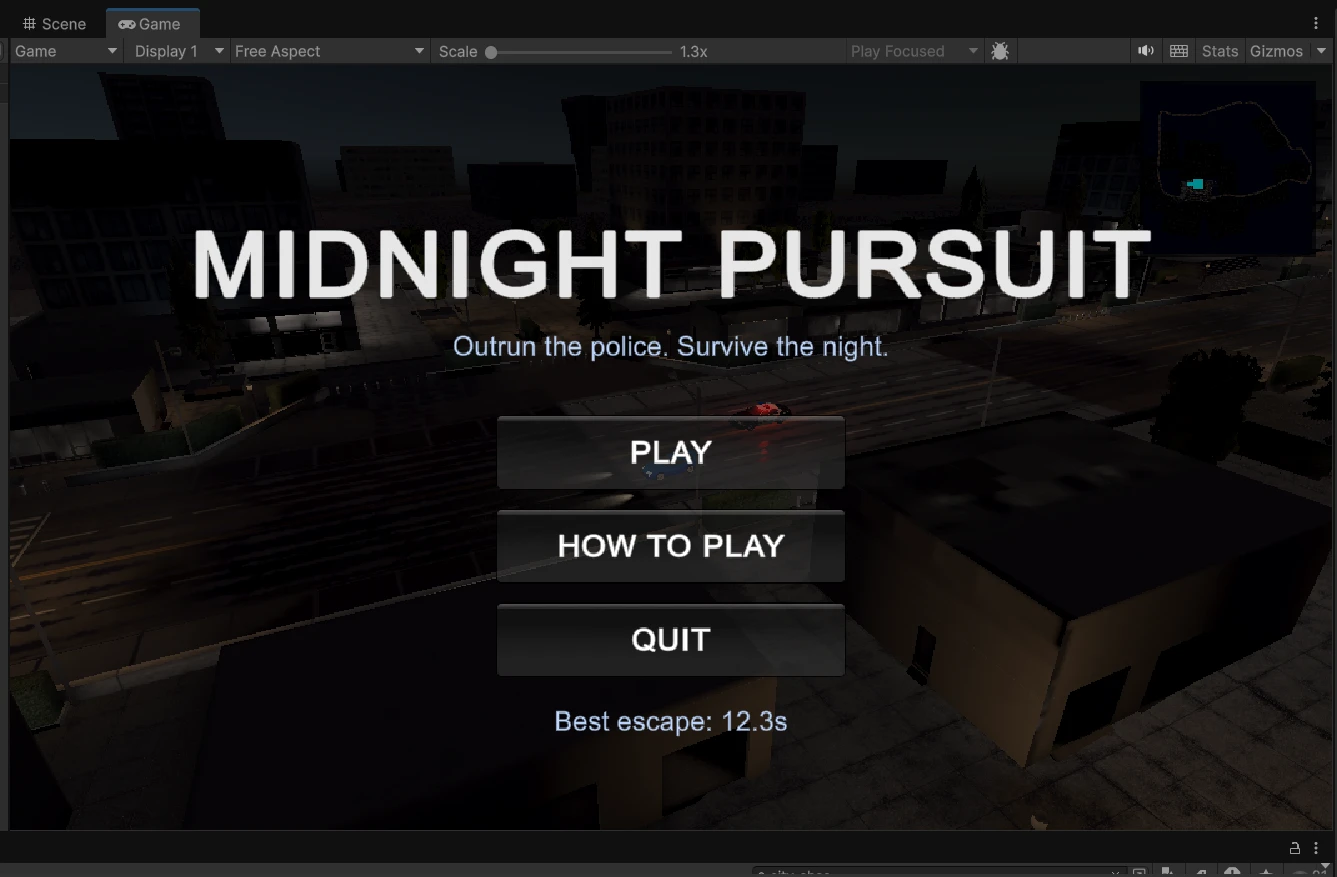 Scene
Game
Game
Display 1
Free Aspect
Scale
1.3x
Play Focused
Stats
Gizmos
MIDNIGHT PURSUIT
Outrun the police. Survive the night.
PLAY
HOW TO PLAY
QUIT
Best escape: 12.3s